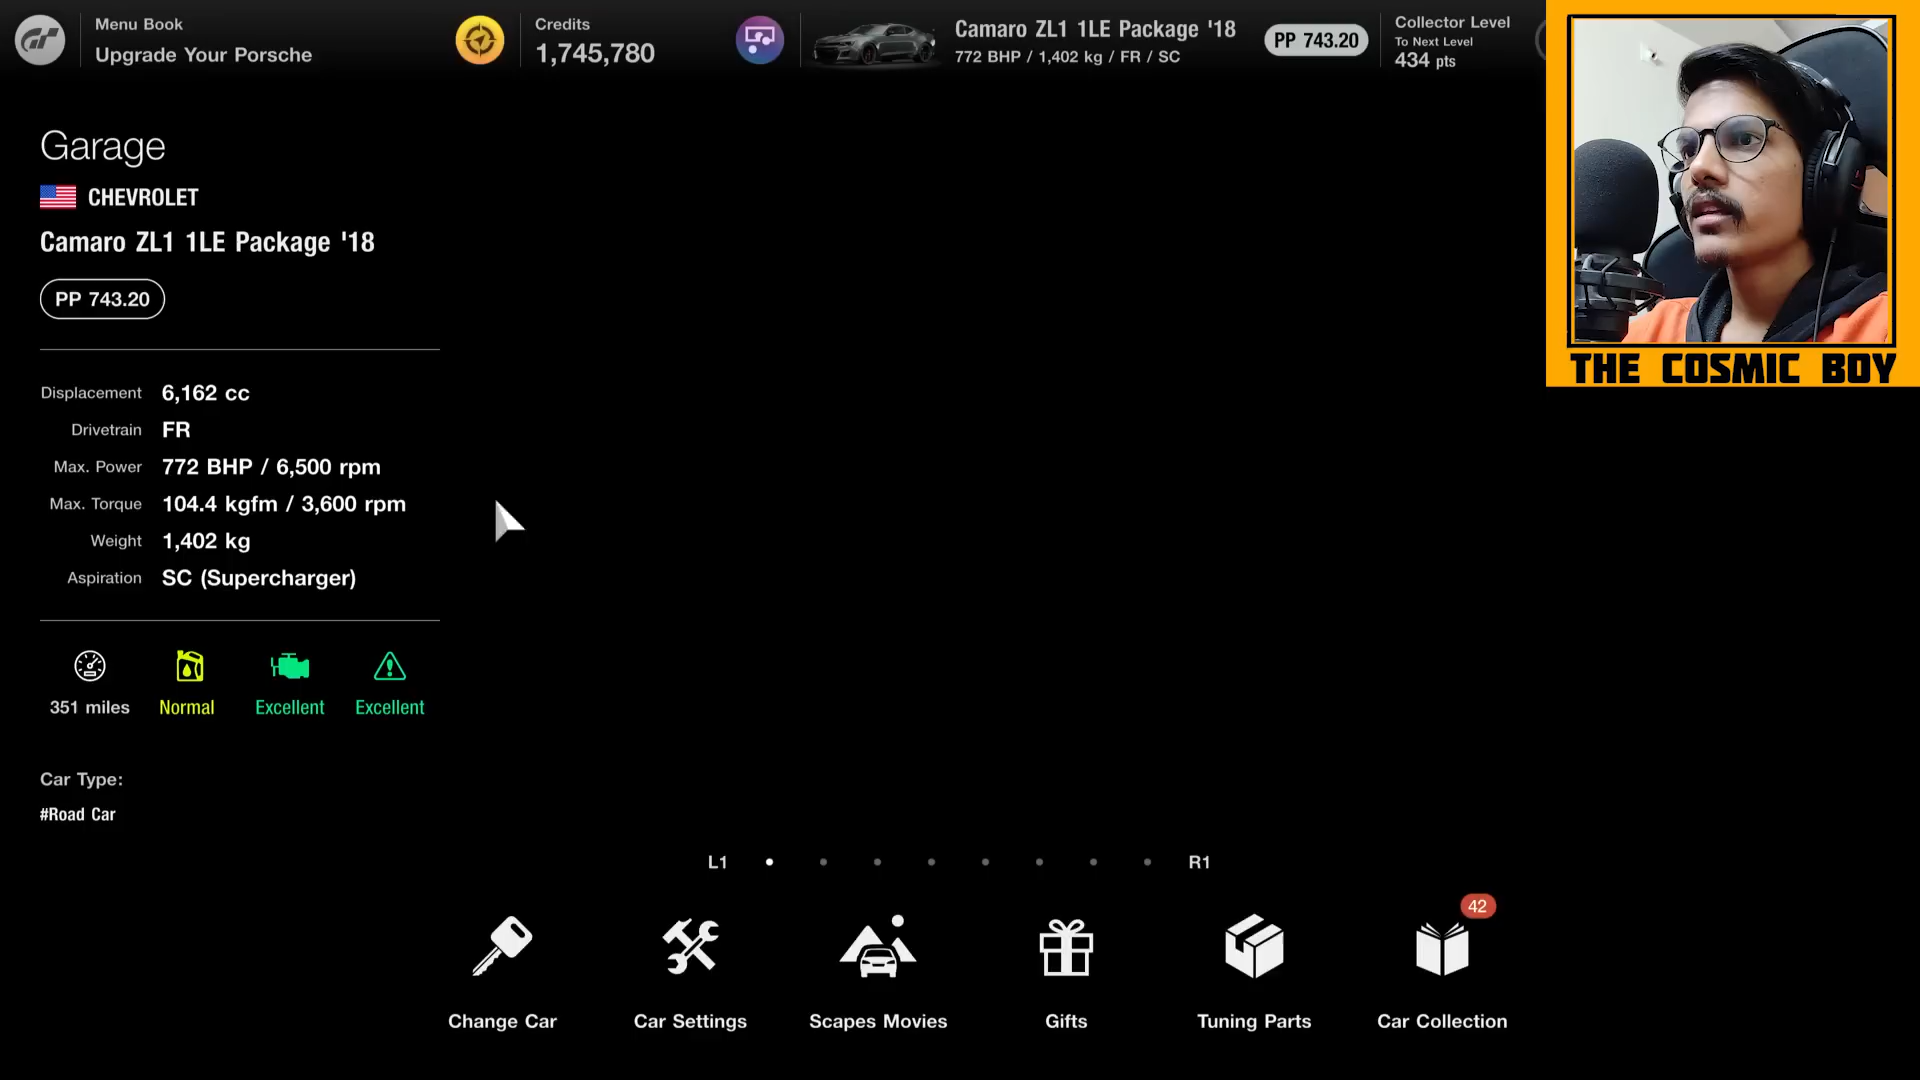 Menu Book
Upgrade Your Porsche
Credits
1,745,780
Camaro ZL1 1LE Package '18
772 BHP / 1,402 kg / FR / SC
PP 743.20
Collector Level
To Next Level
434 pts
THE COSMIC BOY
Garage
CHEVROLET
Camaro ZL1 1LE Package '18
PP 743.20
Displacement 6,162 cc
Drivetrain FR
Max. Power 772 BHP / 6,500 rpm
Max. Torque 104.4 kgfm / 3,600 rpm
Weight 1,402 kg
Aspiration SC (Supercharger)
351 miles Normal Excellent Excellent
Car Type:
#Road Car
L1 R1
42
Change Car Car Settings Scapes Movies Gifts Tuning Parts Car Collection